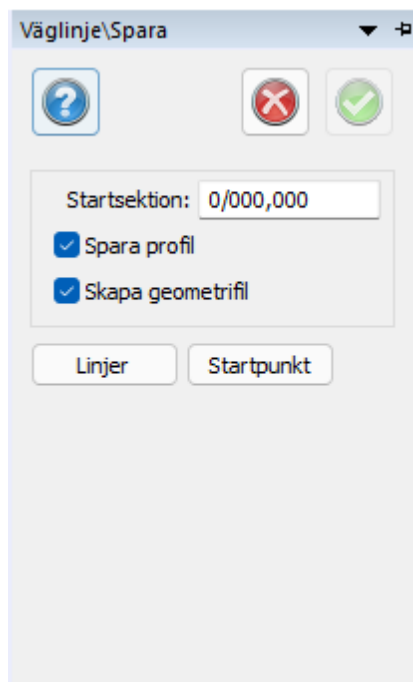 Väglinje\Spara
Startsektion: 0/000,000
Spara profil
Skapa geometrifil
Linjer Startpunkt